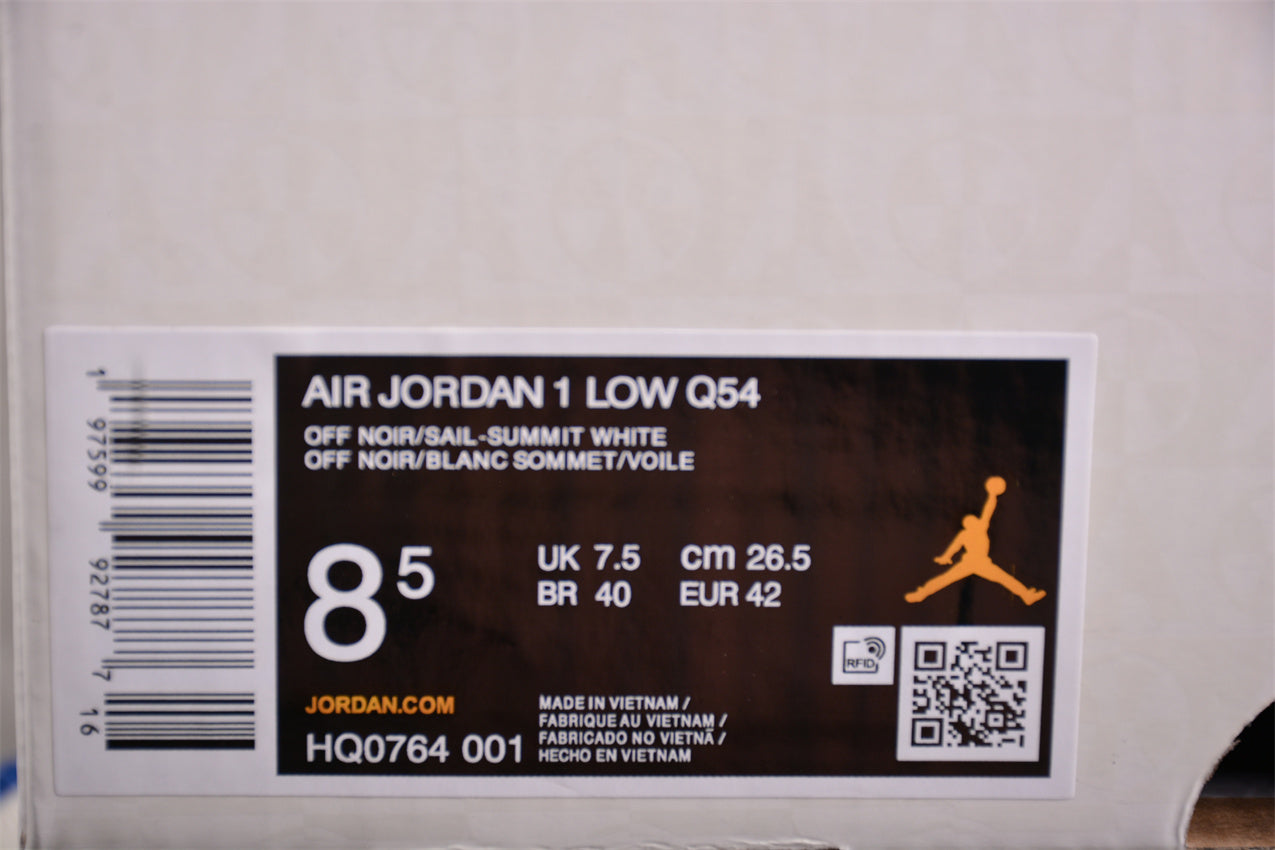 AIR JORDAN 1 LOW Q54
OFF NOIR/SAIL-SUMMIT WHITE
OFF NOIR/BLANC SOMMET/VOILE
8 5
UK 7.5 cm 26.5
BR 40 EUR 42
RFID
JORDAN.COM
HQ0764 001
MADE IN VIETNAM /
FABRIQUE AU VIETNAM /
FABRICADO NO VIETNÃ /
HECHO EN VIETNAM
1 97599 92787 7 16